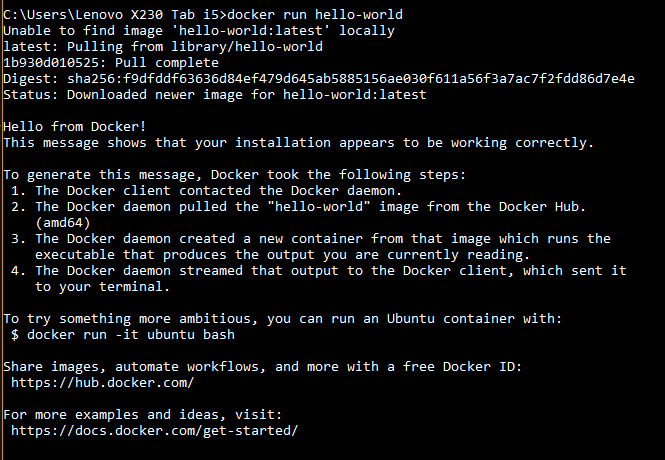 C:\Users\Lenovo X230 Tab i5>docker run hello-world
Unable to find image 'hello-world:latest' locally
latest: Pulling from library/hello-world
1b930d010525: Pull complete
Digest: sha256:f9dfddf63636d84ef479d645ab5885156ae030f611a56f3a7ac7f2fdd86d7e4e
Status: Downloaded newer image for hello-world:latest

Hello from Docker!
This message shows that your installation appears to be working correctly.

To generate this message, Docker took the following steps:
 1. The Docker client contacted the Docker daemon.
 2. The Docker daemon pulled the "hello-world" image from the Docker Hub.
    (amd64)
 3. The Docker daemon created a new container from that image which runs the
    executable that produces the output you are currently reading.
 4. The Docker daemon streamed that output to the Docker client, which sent it
    to your terminal.

To try something more ambitious, you can run an Ubuntu container with:
 $ docker run -it ubuntu bash

Share images, automate workflows, and more with a free Docker ID:
 https://hub.docker.com/

For more examples and ideas, visit:
 https://docs.docker.com/get-started/